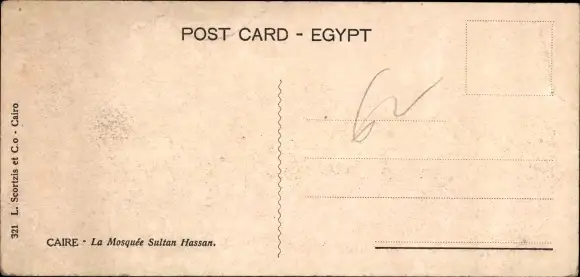 POST CARD - EGYPT
321 L. Scortzis et C.o - Cairo
CAIRE - La Mosquée Sultan Hassan.